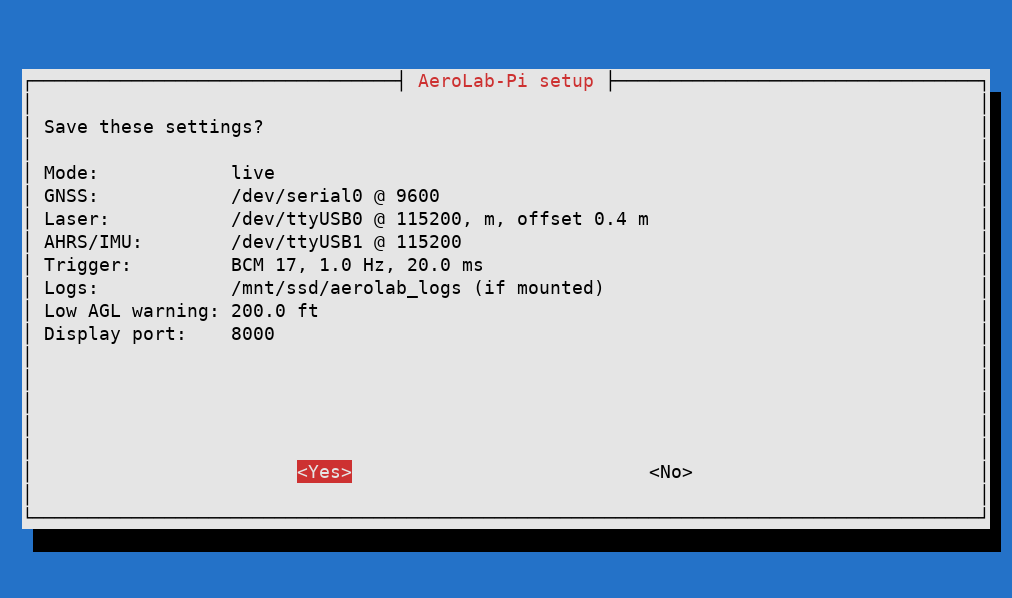 AeroLab-Pi setup
Save these settings?
Mode: live
GNSS: /dev/serial0 @ 9600
Laser: /dev/ttyUSB0 @ 115200, m, offset 0.4 m
AHRS/IMU: /dev/ttyUSB1 @ 115200
Trigger: BCM 17, 1.0 Hz, 20.0 ms
Logs: /mnt/ssd/aerolab_logs (if mounted)
Low AGL warning: 200.0 ft
Display port: 8000
<Yes> <No>